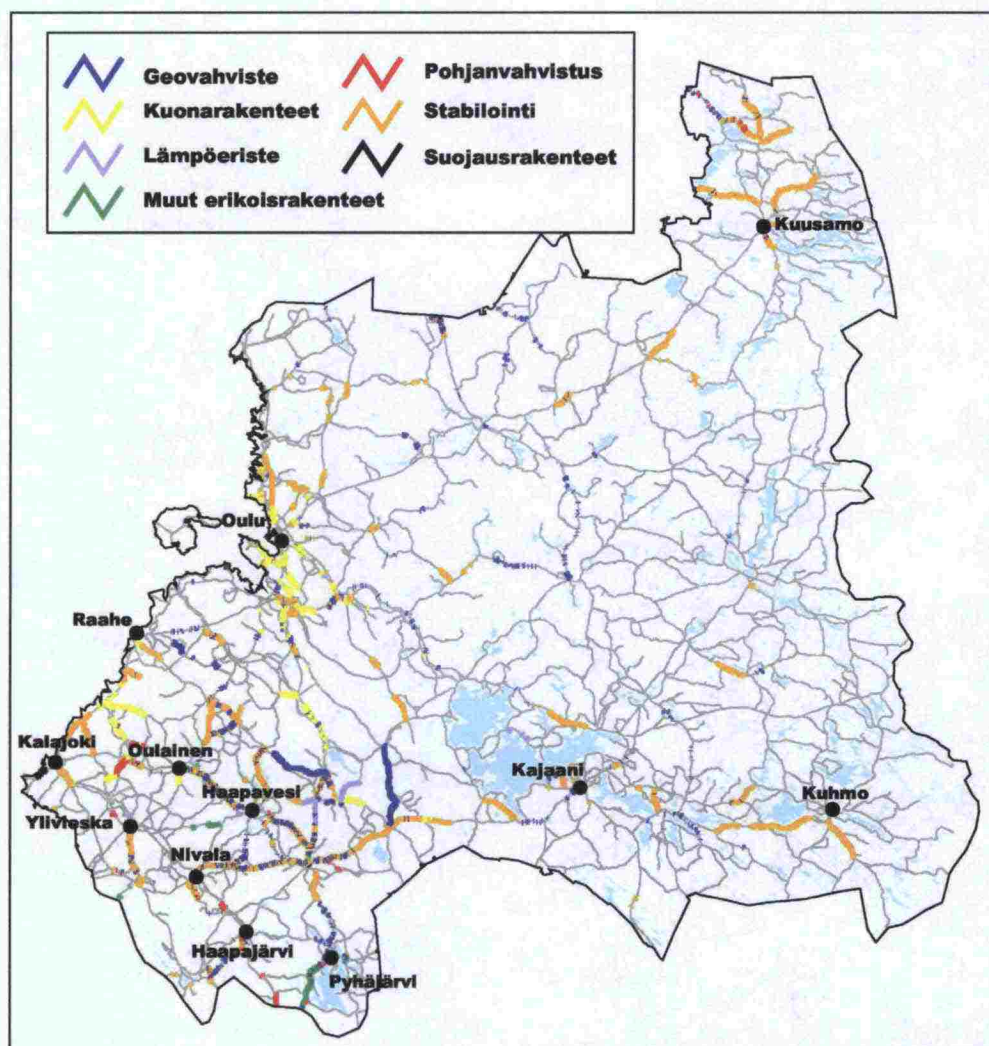 Geovahviste
Kuonarakenteet
Lämpöeriste
Muut erikoisrakenteet
Pohjanvahvistus
Stabilointi
Suojausrakenteet
Kuusamo
Oulu
Raahe
Kalajoki
Oulainen
Haapavesi
Ylivieska
Nivala
Kajaani
Kuhmo
Haapajärvi
Pyhäjärvi